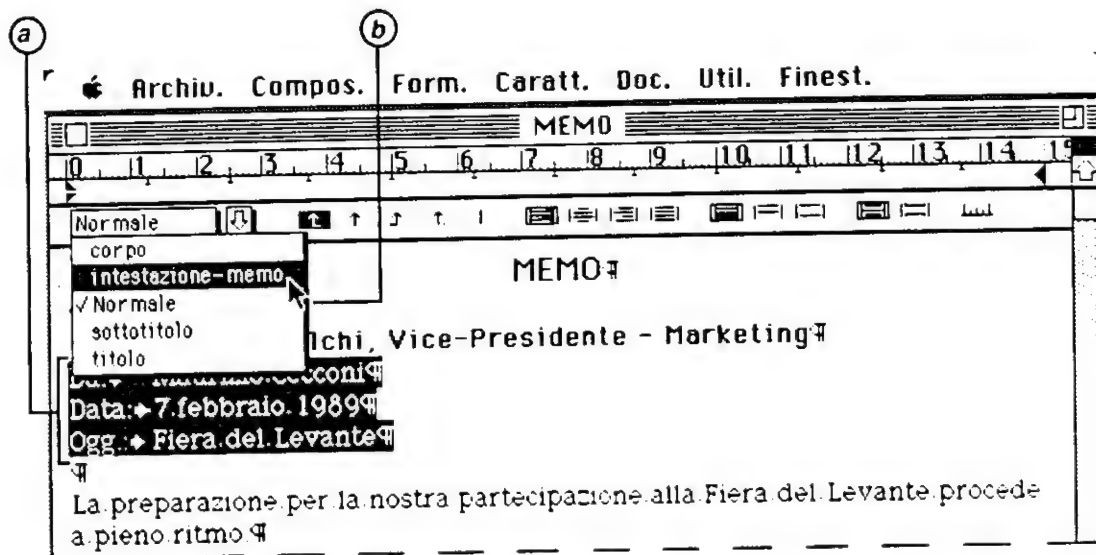 a b
Archiv. Compos. Form. Caratt. Doc. Util. Finest.
MEMO
0 1 2 3 4 5 6 7 8 9 10 11 12 13 14 15
Normale
corpo
intestazione-memo
Normale
sottotitolo
titolo
MEMO¶
lchi, Vice-Presidente - Marketing¶
Data:➔7.febbraio.1989¶
Ogg.:➔Fiera.del.Levante¶
¶
La.preparazione.per.la.nostra partecipazione.alla.Fiera.del.Levante.procede
a.pieno.ritmo.¶